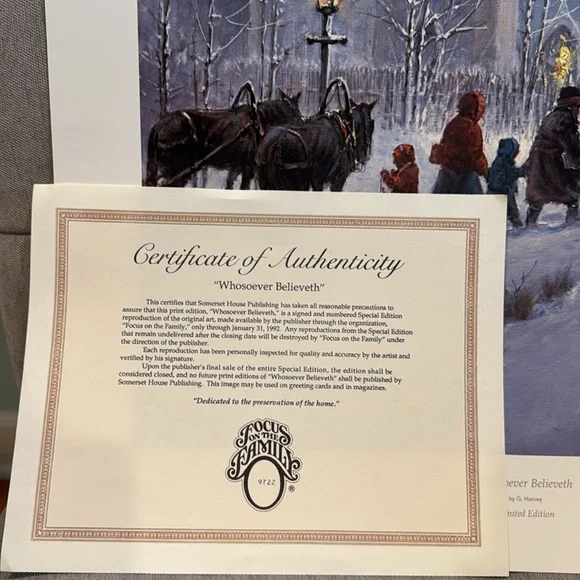 Certificate of Authenticity
"Whosoever Believeth"
This certifies that Somerset House Publishing has taken all reasonable precautions to
assure that this print edition, "Whosoever Believeth," is a signed and numbered Special Edition
reproduction of the original art, made available by the publisher through the organization,
"Focus on the Family," only through January 31, 1992. Any reproductions from the Special Edition
that remain undelivered after the closing date will be destroyed by "Focus on the Family" under
the direction of the publisher.
Each reproduction has been personally inspected for quality and accuracy by the artist and
verified by his signature.
Upon the publisher's final sale of the entire Special Edition, the edition shall be
considered closed, and no future print editions of "Whosoever Believeth" shall be published by
Somerset House Publishing. This image may be used on greeting cards and in magazines.
"Dedicated to the preservation of the home."
FOCUS
ON THE
FAMILY
9722
®
oever Believeth
by G. Harvey
imited Edition